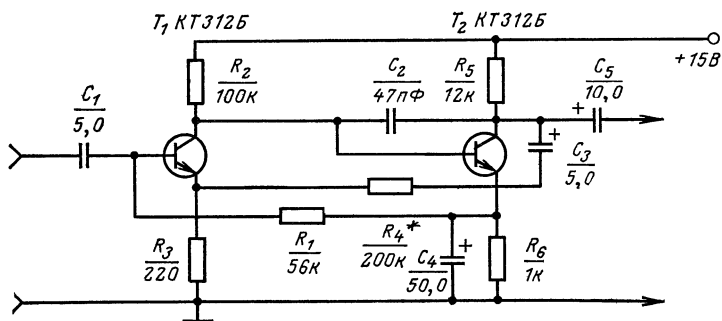 T₁ КТ312Б
T₂ КТ312Б
+15В
R₂
100к
C₂
47пФ
R₅
12к
C₅
10,0
+
C₁
5,0
+
C₃
5,0
R₃
220
R₁
56к
R₄*
200к
C₄
50,0
+
R₆
1к